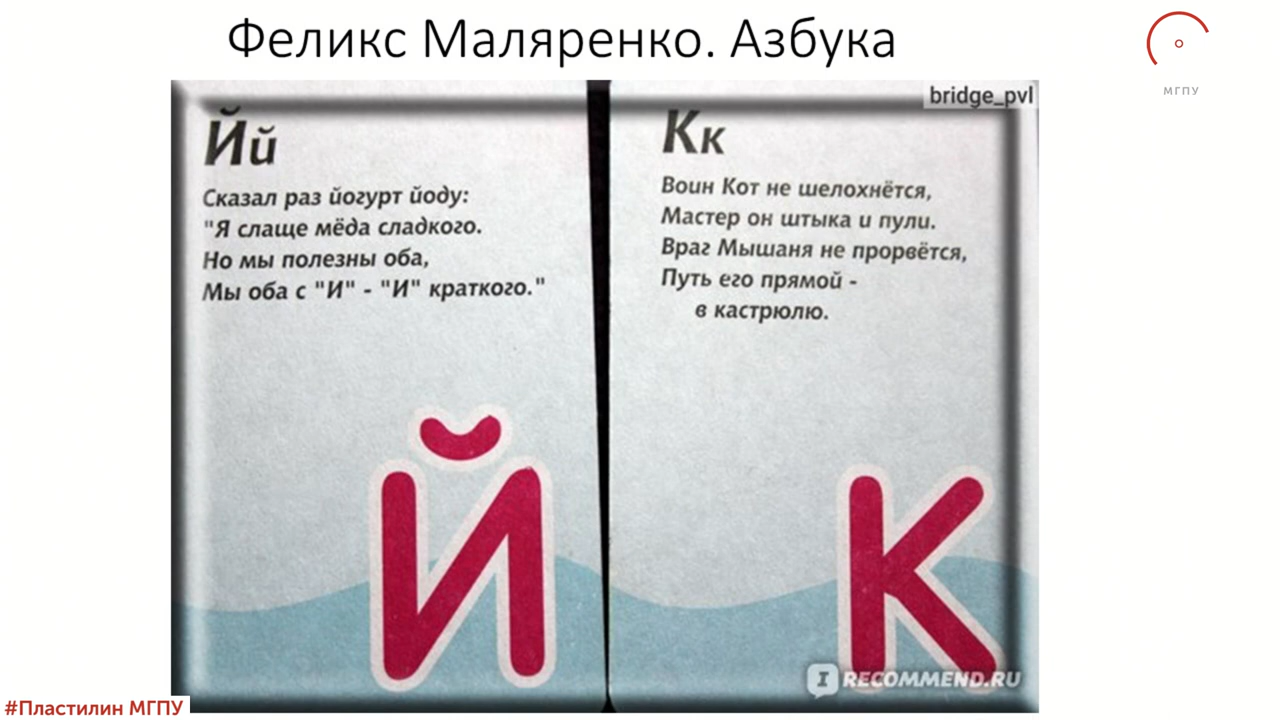 Феликс Маляренко. Азбука
МГПУ
bridge_pvl
Йй
Сказал раз йогурт йоду:
"Я слаще мёда сладкого.
Но мы полезны оба,
Мы оба с "И" - "И" краткого."
Й
Кк
Воин Кот не шелохнётся,
Мастер он штыка и пули.
Враг Мышаня не прорвётся,
Путь его прямой -
в кастрюлю.
К
I RECOMMEND.RU
#Пластилин МГПУ